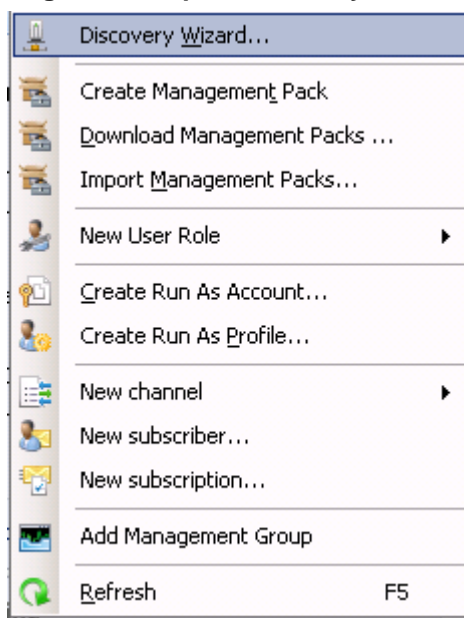 Discovery Wizard...
Create Management Pack
Download Management Packs ...
Import Management Packs...
New User Role
Create Run As Account...
Create Run As Profile...
New channel
New subscriber...
New subscription...
Add Management Group
Refresh F5